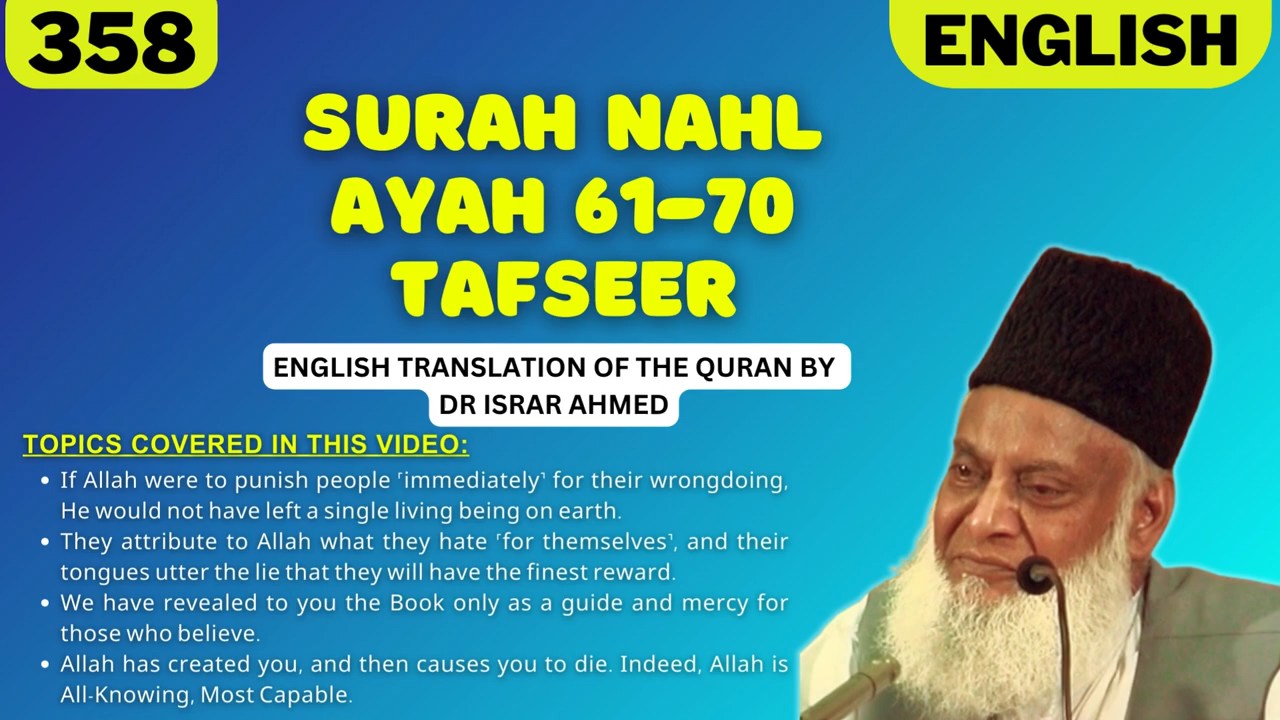 358
ENGLISH
SURAH NAHL
AYAH 61-70
TAFSEER
ENGLISH TRANSLATION OF THE QURAN BY
DR ISRAR AHMED
TOPICS COVERED IN THIS VIDEO:
• If Allah were to punish people ˹immediately˺ for their wrongdoing,
He would not have left a single living being on earth.
• They attribute to Allah what they hate ˹for themselves˺, and their
tongues utter the lie that they will have the finest reward.
• We have revealed to you the Book only as a guide and mercy for
those who believe.
• Allah has created you, and then causes you to die. Indeed, Allah is
All-Knowing, Most Capable.